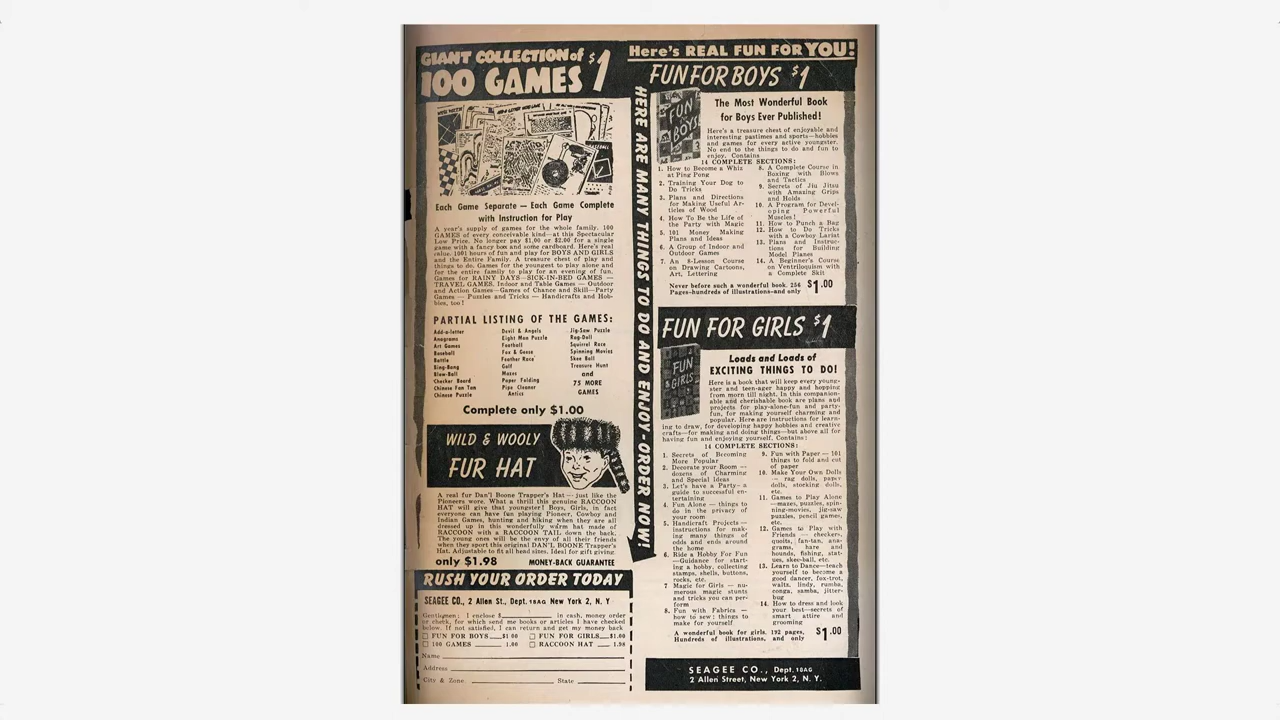 GIANT COLLECTION of
100 GAMES $1
Each Game Separate — Each Game Complete
with Instruction for Play
A year's supply of games for the whole family. 100
GAMES of every conceivable kind—at this Spectacular
Low Price. No longer pay $1.00 or $2.00 for a single
game with a fancy box and some cardboard. Here's real
value. 1001 hours of fun and play for BOYS AND GIRLS
and the Entire Family. A treasure chest of play and
things to do. Games for the youngest to play alone and
for the entire family to play for an evening of fun.
Games for RAINY DAYS—SICK-IN-BED GAMES —
TRAVEL GAMES. Indoor and Table Games — Outdoor
and Action Games—Games of Chance and Skill—Party
Games — Puzzles and Tricks — Handicrafts and Hob-
bies, too!
PARTIAL LISTING OF THE GAMES:
Add-a-letter
Anagrams
Art Games
Baseball
Battle
Bing-Bang
Blow-Ball
Checker Board
Chinese Fan Tan
Chinese Puzzle
Devil & Angels
Eight Man Puzzle
Football
Fox & Geese
Feather Race
Golf
Mazes
Paper Folding
Pipe Cleaner
Antics
Jig-Saw Puzzle
Rag-Doll
Squirrel Race
Spinning Movies
Skee Ball
Treasure Hunt
and
75 MORE
GAMES
Complete only $1.00
WILD & WOOLY
FUR HAT
A real fur Dan'l Boone Trapper's Hat — just like the
Pioneers wore. What a thrill this genuine RACCOON
HAT will give that youngster! Boys, Girls, in fact
everyone can have fun playing Pioneer, Cowboy and
Indian Games, hunting and hiking when they are all
dressed up in this wonderfully warm hat made of
RACCOON with a RACCOON TAIL down the back.
The young ones will be the envy of all their friends
when they sport this original DAN'L BOONE Trapper's
Hat. Adjustable to fit all head sizes. Ideal for gift giving.
only $1.98 MONEY-BACK GUARANTEE
RUSH YOUR ORDER TODAY
SEAGEE CO., 2 Allen St., Dept. 18AG New York 2, N. Y
Gentlemen: I enclose $ in cash, money order
or check, for which send me books or articles I have checked
below. If not satisfied, I can return and get my money back
FUN FOR BOYS $1 00 FUN FOR GIRLS $1.00
100 GAMES 1.00 RACCOON HAT 1.98
Name
Address
City & Zone State
HERE ARE MANY THINGS TO DO AND ENJOY-ORDER NOW!
Here's REAL FUN FOR YOU!
FUN FOR BOYS $1
FUN
BOYS
The Most Wonderful Book
for Boys Ever Published!
Here's a treasure chest of enjoyable and
interesting pastimes and sports—hobbies
and games for every active youngster.
No end to the things to do and fun to
enjoy. Contains
14 COMPLETE SECTIONS:
1. How to Become a Whiz
at Ping Pong
2. Training Your Dog to
Do Tricks
3. Plans and Directions
for Making Useful Ar-
ticles of Wood
4. How To Be the Life of
the Party with Magic
5. 101 Money Making
Plans and Ideas
6. A Group of Indoor and
Outdoor Games
7. An 8-Lesson Course
on Drawing Cartoons,
Art, Lettering
8. A Complete Course in
Boxing with Blows
and Tactics
9. Secrets of Jiu Jitsu
with Amazing Grips
and Holds
10. A Program for Devel-
oping Powerful
Muscles!
11. How to Punch a Bag
12. How to Do Tricks
with a Cowboy Lariat
13. Plans and Instruc-
tions for Building
Model Planes
14. A Beginner's Course
on Ventriloquism with
a Complete Skit
Never before such a wonderful book. 256
Pages-hundreds of illustrations—and only $1.00
FUN FOR GIRLS $1
FUN
GIRLS
Loads and Loads of
EXCITING THINGS TO DO!
Here is a book that will keep every young-
ster and teen-ager happy and hopping
from morn till night. In this companion-
able and cherishable book are plans and
projects for play-alone-fun and party-
fun, for making yourself charming and
popular. Here are instructions for learn-
ing to draw, for developing happy hobbies and creative
crafts—for making and doing things—but above all for
having fun and enjoying yourself. Contains:
14 COMPLETE SECTIONS:
1. Secrets of Becoming
More Popular
2. Decorate your Room —
dozens of Charming
and Special Ideas
3. Let's have a Party— a
guide to successful en-
tertaining
4. Fun Alone — things to
do in the privacy of
your room
5. Handicraft Projects —
instructions for mak-
ing many things of
odds and ends around
the home
6. Ride a Hobby For Fun
—Guidance for start-
ing a hobby, collecting
stamps, shells, buttons,
rocks, etc.
7 Magic for Girls — nu-
merous magic stunts
and tricks you can per-
form
8. Fun with Fabrics —
how to sew; things to
make for yourself
9. Fun with Paper — 101
things to fold and cut
of paper
10. Make Your Own Dolls
— rag dolls, paper
dolls, stocking dolls,
etc.
11. Games to Play Alone
—mazes, puzzles, spin-
ning-movies, jig-saw
puzzles, pencil games,
etc.
12. Games to Play with
Friends — checkers,
quoits, fan-tan, ana-
grams, hare and
hounds, fishing, stat-
ues, skee-ball, etc.
13. Learn to Dance—teach
yourself to become a
good dancer, fox-trot,
waltz, lindy, rumba,
conga, samba, jitter-
bug
14. How to dress and look
your best—secrets of
smart attire and
grooming
A wonderful book for girls. 192 pages,
Hundreds of illustrations, and only $1.00
SEAGEE CO., Dept. 18AG
2 Allen Street, New York 2, N. Y.